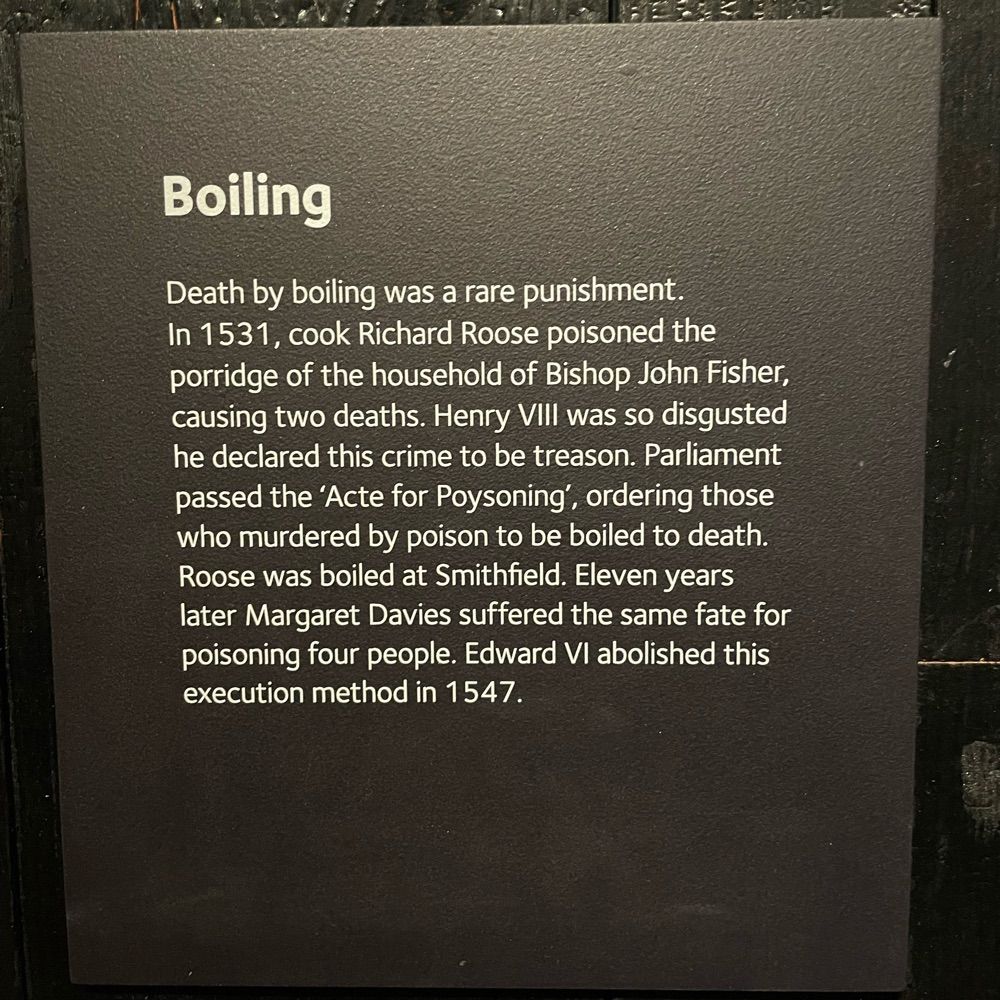 Boiling
Death by boiling was a rare punishment.
In 1531, cook Richard Roose poisoned the
porridge of the household of Bishop John Fisher,
causing two deaths. Henry VIII was so disgusted
he declared this crime to be treason. Parliament
passed the ‘Acte for Poysoning’, ordering those
who murdered by poison to be boiled to death.
Roose was boiled at Smithfield. Eleven years
later Margaret Davies suffered the same fate for
poisoning four people. Edward VI abolished this
execution method in 1547.